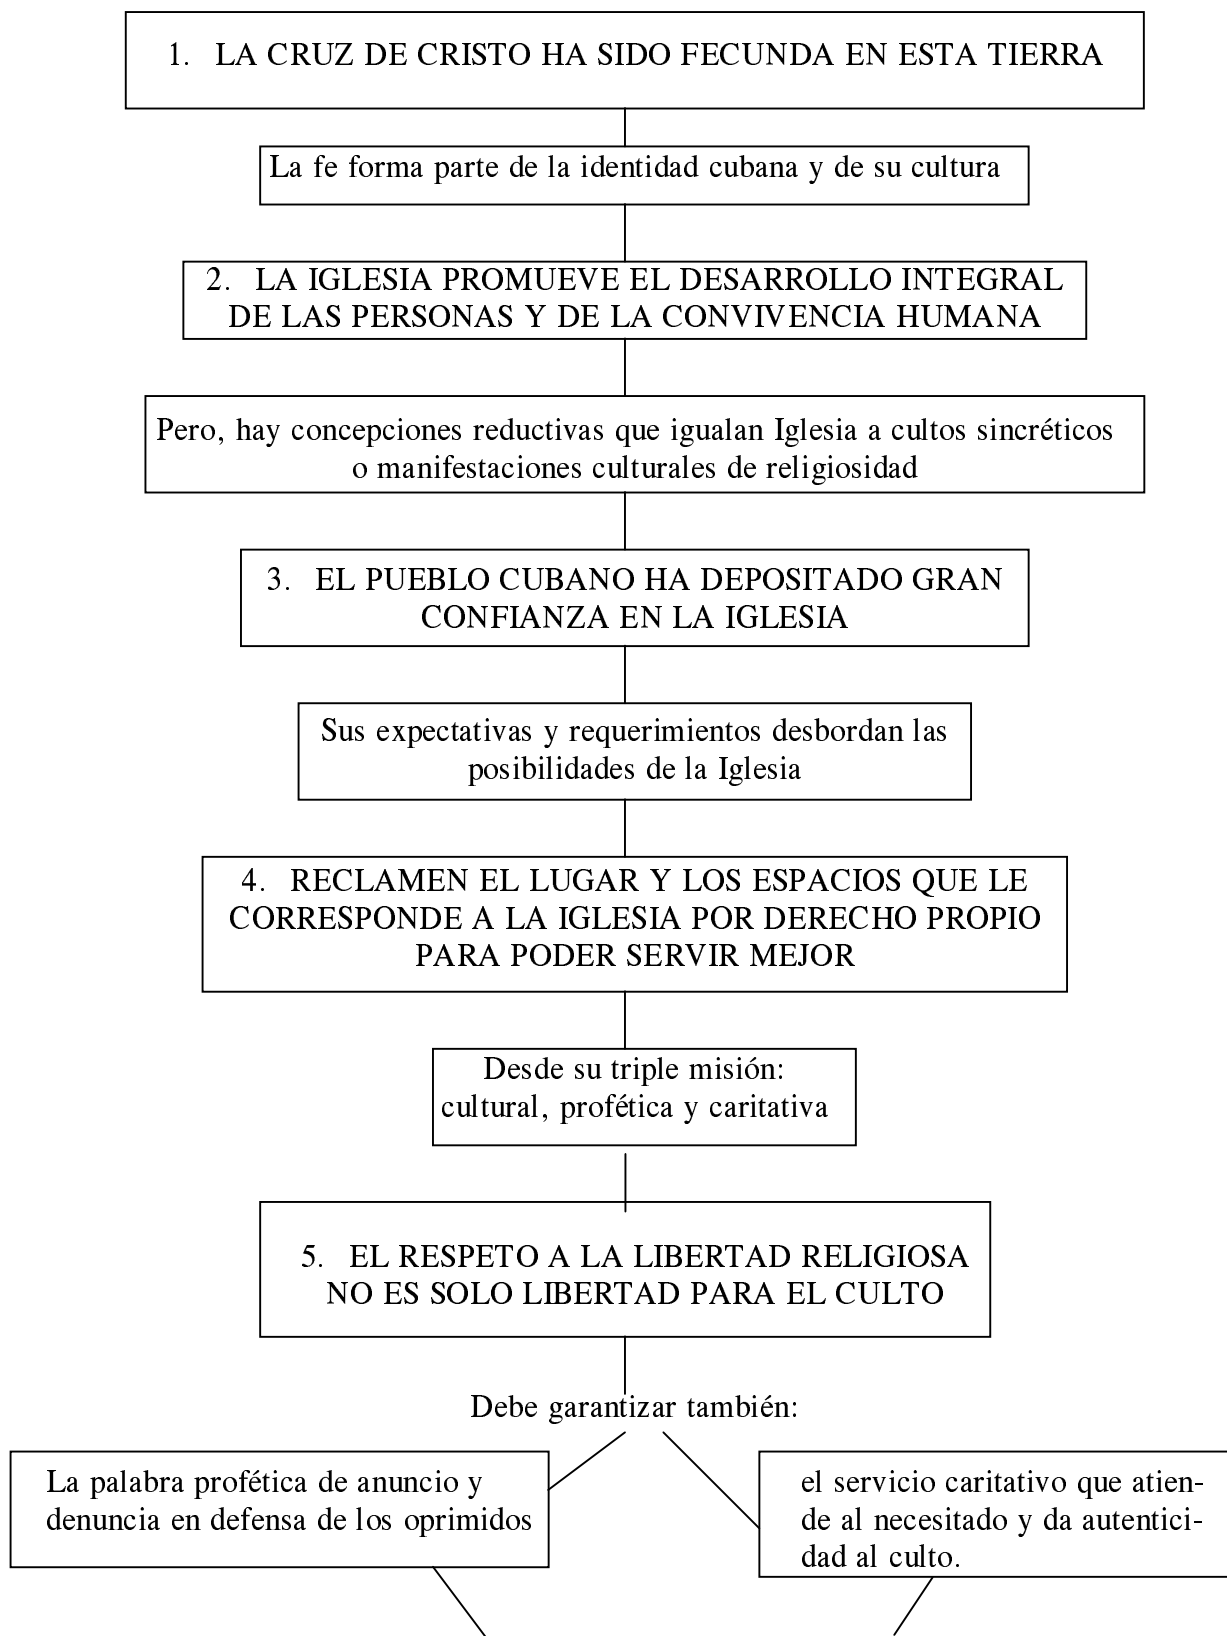 1. LA CRUZ DE CRISTO HA SIDO FECUNDA EN ESTA TIERRA
La fe forma parte de la identidad cubana y de su cultura
2. LA IGLESIA PROMUEVE EL DESARROLLO INTEGRAL
DE LAS PERSONAS Y DE LA CONVIVENCIA HUMANA
Pero, hay concepciones reductivas que igualan Iglesia a cultos sincréticos
o manifestaciones culturales de religiosidad
3. EL PUEBLO CUBANO HA DEPOSITADO GRAN
CONFIANZA EN LA IGLESIA
Sus expectativas y requerimientos desbordan las
posibilidades de la Iglesia
4. RECLAMEN EL LUGAR Y LOS ESPACIOS QUE LE
CORRESPONDE A LA IGLESIA POR DERECHO PROPIO
PARA PODER SERVIR MEJOR
Desde su triple misión:
cultural, profética y caritativa
5. EL RESPETO A LA LIBERTAD RELIGIOSA
NO ES SOLO LIBERTAD PARA EL CULTO
Debe garantizar también:
La palabra profética de anuncio y
denuncia en defensa de los oprimidos
el servicio caritativo que atien-
de al necesitado y da autentici-
dad al culto.